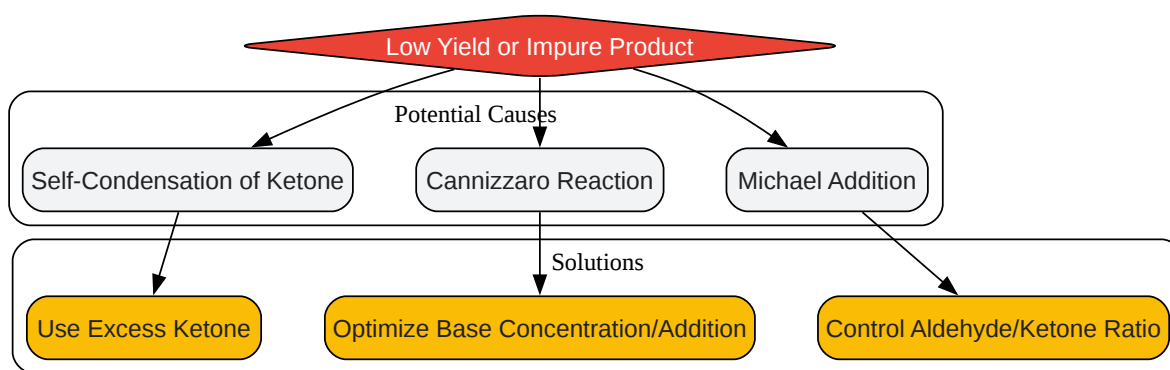 Low Yield or Impure Product
Potential Causes
Self-Condensation of Ketone
Cannizzaro Reaction
Michael Addition
Solutions
Use Excess Ketone
Optimize Base Concentration/Addition
Control Aldehyde/Ketone Ratio